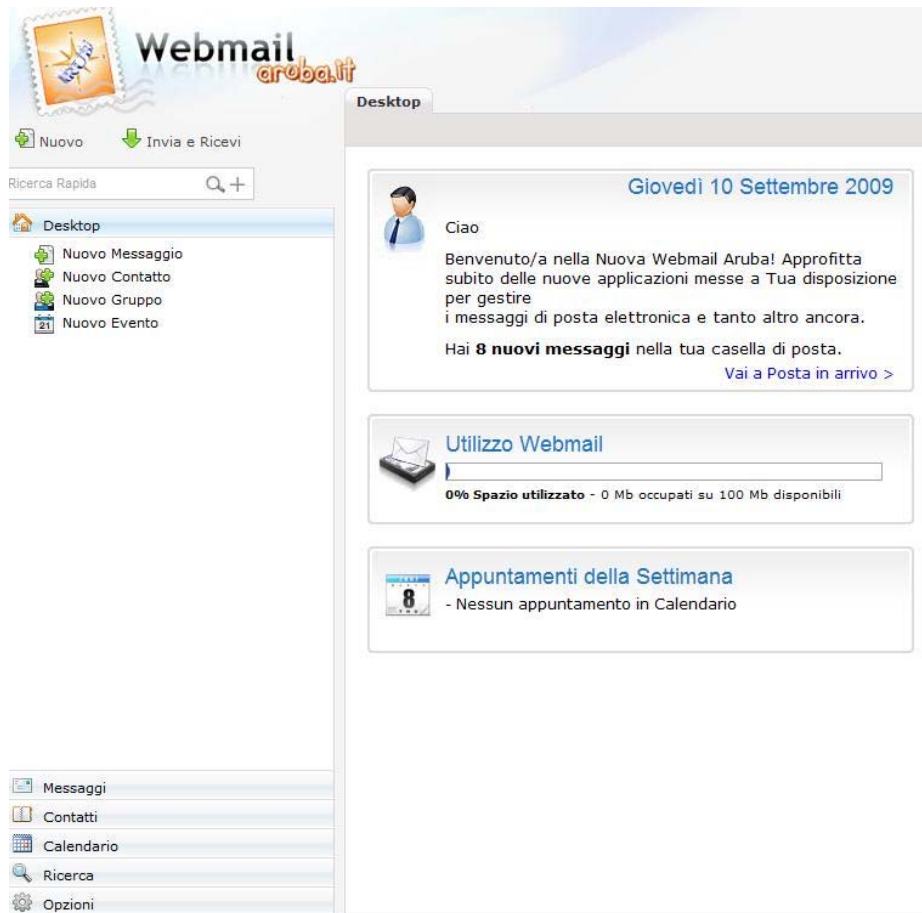 Webmail
aruba.it
Desktop
Nuovo
Invia e Ricevi
Ricerca Rapida
Desktop
Nuovo Messaggio
Nuovo Contatto
Nuovo Gruppo
21 Nuovo Evento
Giovedì 10 Settembre 2009
Ciao
Benvenuto/a nella Nuova Webmail Aruba! Approfitta
subito delle nuove applicazioni messe a Tua disposizione
per gestire
i messaggi di posta elettronica e tanto altro ancora.
Hai 8 nuovi messaggi nella tua casella di posta.
Vai a Posta in arrivo >
Utilizzo Webmail
0% Spazio utilizzato - 0 Mb occupati su 100 Mb disponibili
8
Appuntamenti della Settimana
- Nessun appuntamento in Calendario
Messaggi
Contatti
Calendario
Ricerca
Opzioni